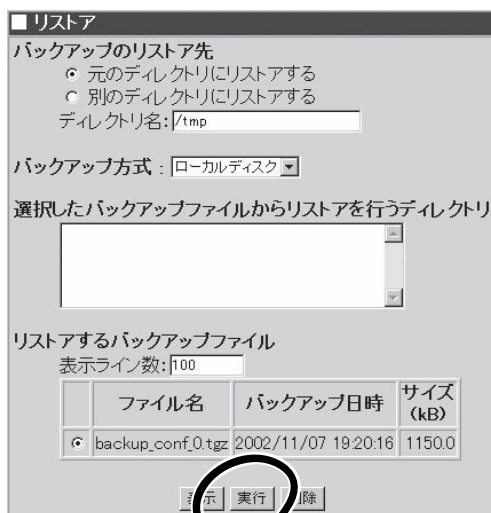 ■ リストア
バックアップのリストア先
元のディレクトリにリストアする
別のディレクトリにリストアする
ディレクトリ名: /tmp
バックアップ方式 : ローカルディスク
選択したバックアップファイルからリストアを行うディレクトリ
リストアするバックアップファイル
表示ライン数: 100
ファイル名 バックアップ日時 サイズ
(kB)
backup_conf_0.tgz 2002/11/07 19:20:16 1150.0
表示 実行 削除